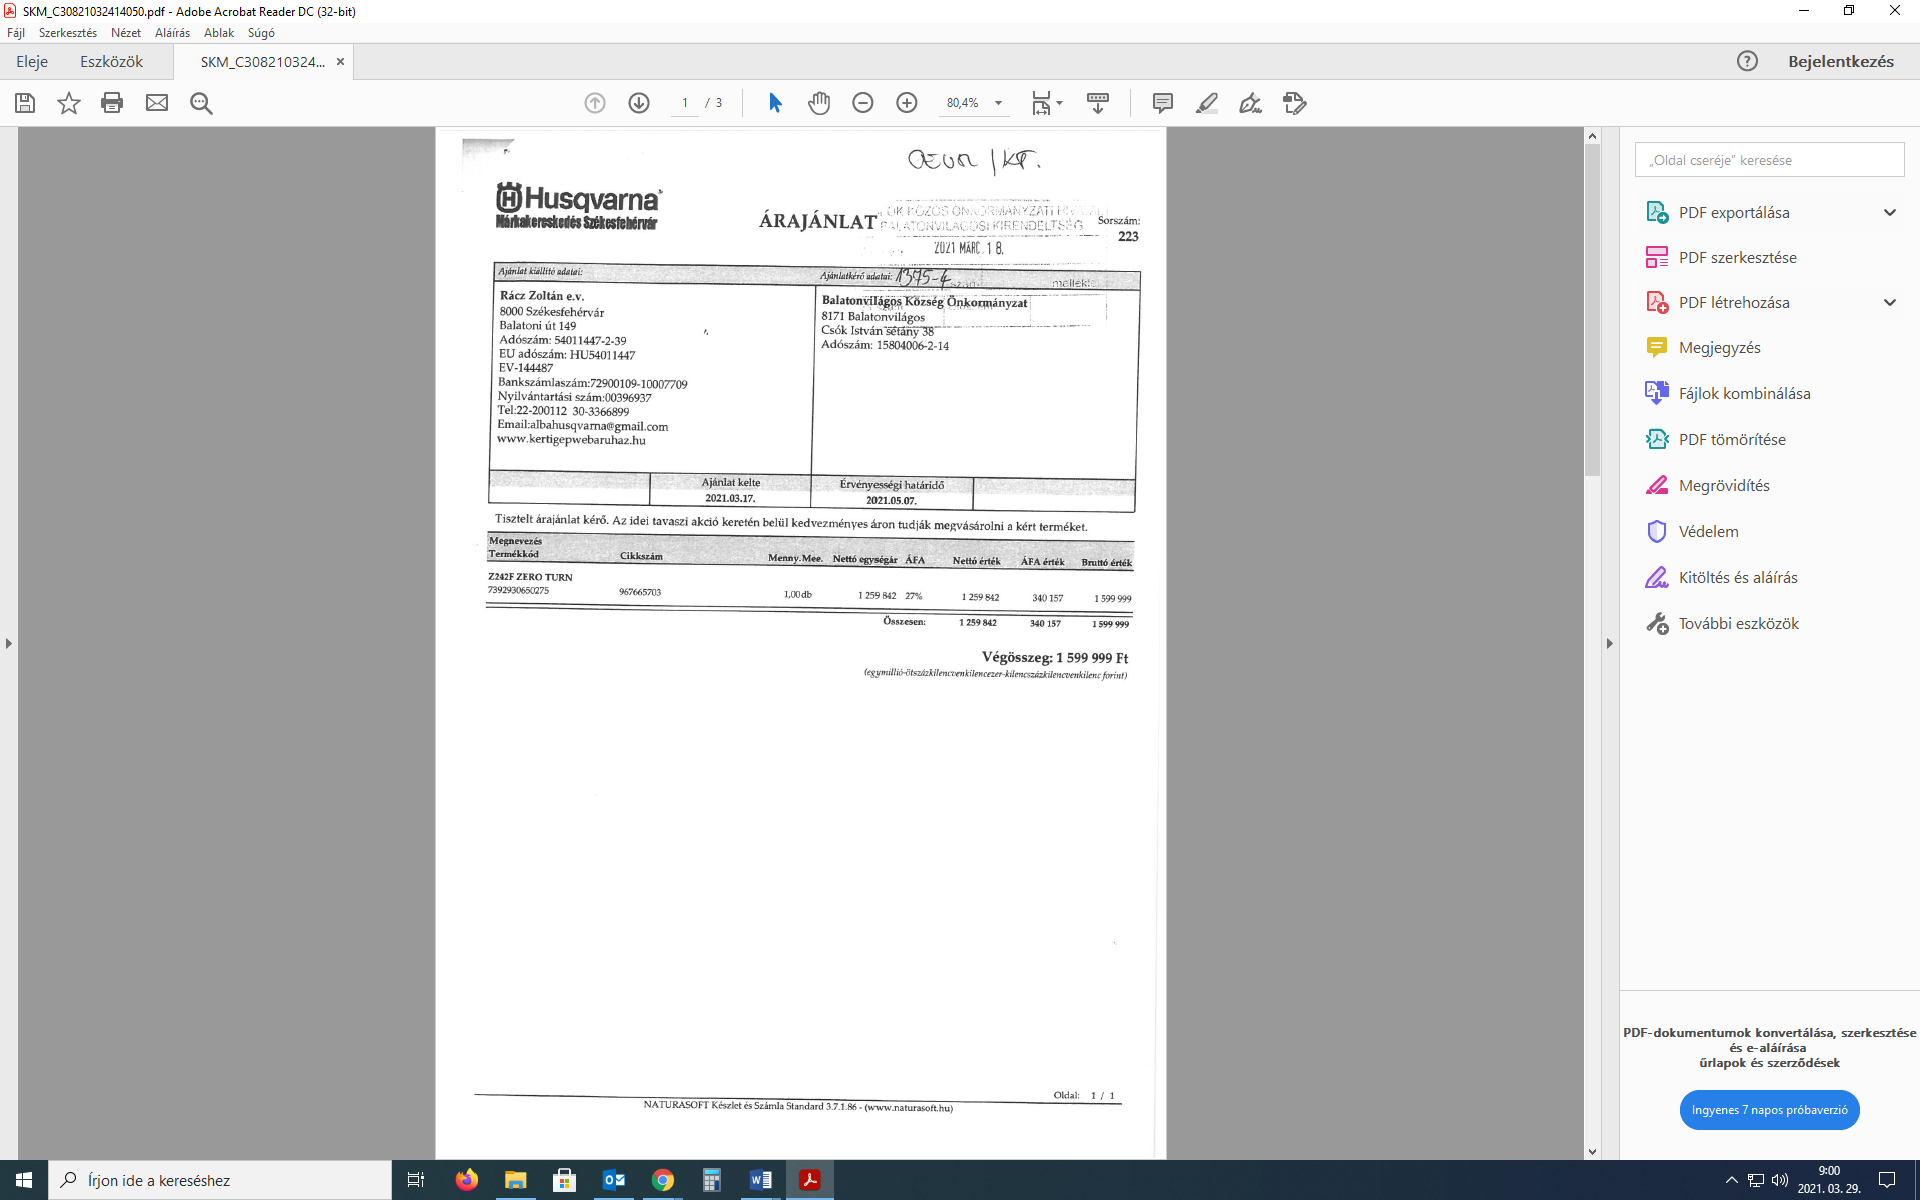 SKM_C30821032414050.pdf - Adobe Acrobat Reader DC (32-bit)
Fájl Szerkesztés Nézet Aláírás Ablak Súgó
Eleje Eszközök SKM_C308210324... ×
Bejelentkezés
1 / 3
80,4%
Husqvarna
Márkakereskedés Székesfehérvár
ÁRAJÁNLAT
KÖZÖS ÖNKORMÁNYZATI
BALATONVILÁGOSI KIRENDELTSÉG
2021 MÁRC. 18.
Sorszám:
223
Ajánlat kiállító adatai:
Ajánlatkérő adatai: 1375-4
Rácz Zoltán e.v.
8000 Székesfehérvár
Balatoni út 149
Adószám: 54011447-2-39
EU adószám: HU54011447
EV-144487
Bankszámlaszám:72900109-10007709
Nyilvántartási szám:00396937
Tel:22-200112 30-3366899
Email:albahusqvarna@gmail.com
www.kertigepwebaruhaz.hu
Balatonvilágos Község Önkormányzat
8171 Balatonvilágos
Csók István sétány 38
Adószám: 15804006-2-14
Ajánlat kelte
2021.03.17.
Érvényességi határidő
2021.05.07.
Tisztelt árajánlat kérő. Az idei tavaszi akció keretén belül kedvezményes áron tudják megvásárolni a kért terméket.
Megnevezés
Termékkód Cikkszám Menny. Mee. Nettó egységár ÁFA Nettó érték ÁFA érték Bruttó érték
Z242F ZERO TURN
7392930650275 967665703 1,00 db 1 259 842 27% 1 259 842 340 157 1 599 999
Összesen: 1 259 842 340 157 1 599 999
Végösszeg: 1 599 999 Ft
(egymillió-ötszázkilencvenkilencezer-kilencszázkilencvenkilenc forint)
Oldal: 1 / 1
NATURASOFT Készlet és Számla Standard 3.7.1.86 - (www.naturasoft.hu)
„Oldal cseréje” keresése
PDF exportálása
PDF szerkesztése
PDF létrehozása
Megjegyzés
Fájlok kombinálása
PDF tömörítése
Megrövidítés
Védelem
Kitöltés és aláírás
További eszközök
PDF-dokumentumok konvertálása, szerkesztése
és e-aláírása
űrlapok és szerződések
Ingyenes 7 napos próbaverzió
Írjon ide a kereséshez
9:00
2021. 03. 29.